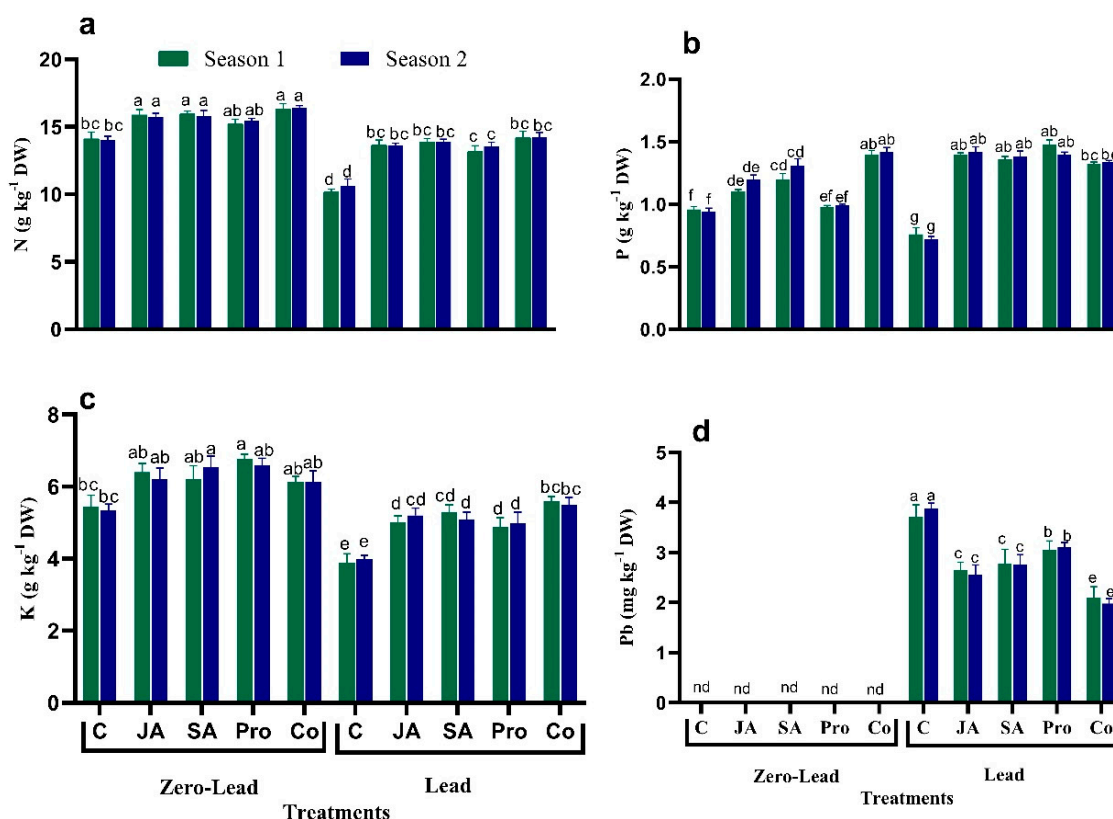 a
Season 1 Season 2
N (g kg⁻¹ DW)
20
15
10
5
0
bc bc a a a a ab ab a a d d bc bc bc bc c c bc bc
b
P (g kg⁻¹ DW)
2.0
1.5
1.0
0.5
0.0
f f de de cd cd ef ef ab ab g g ab ab ab ab ab ab bc bc
c
K (g kg⁻¹ DW)
8
6
4
2
0
bc bc ab ab ab a a ab ab ab e e d cd cd d d d bc bc
C JA SA Pro Co C JA SA Pro Co
Zero-Lead Lead
Treatments
d
Pb (mg kg⁻¹ DW)
5
4
3
2
1
0
nd nd nd nd nd a a c c c c b b e e
C JA SA Pro Co C JA SA Pro Co
Zero-Lead Lead
Treatments